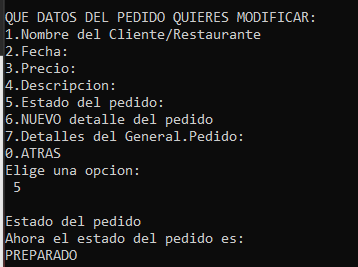 QUE DATOS DEL PEDIDO QUIERES MODIFICAR:
1.Nombre del Cliente/Restaurante
2.Fecha:
3.Precio:
4.Descripcion:
5.Estado del pedido:
6.NUEVO detalle del pedido
7.Detalles del General.Pedido:
0.ATRAS
Elige una opcion:
5
Estado del pedido
Ahora el estado del pedido es:
PREPARADO